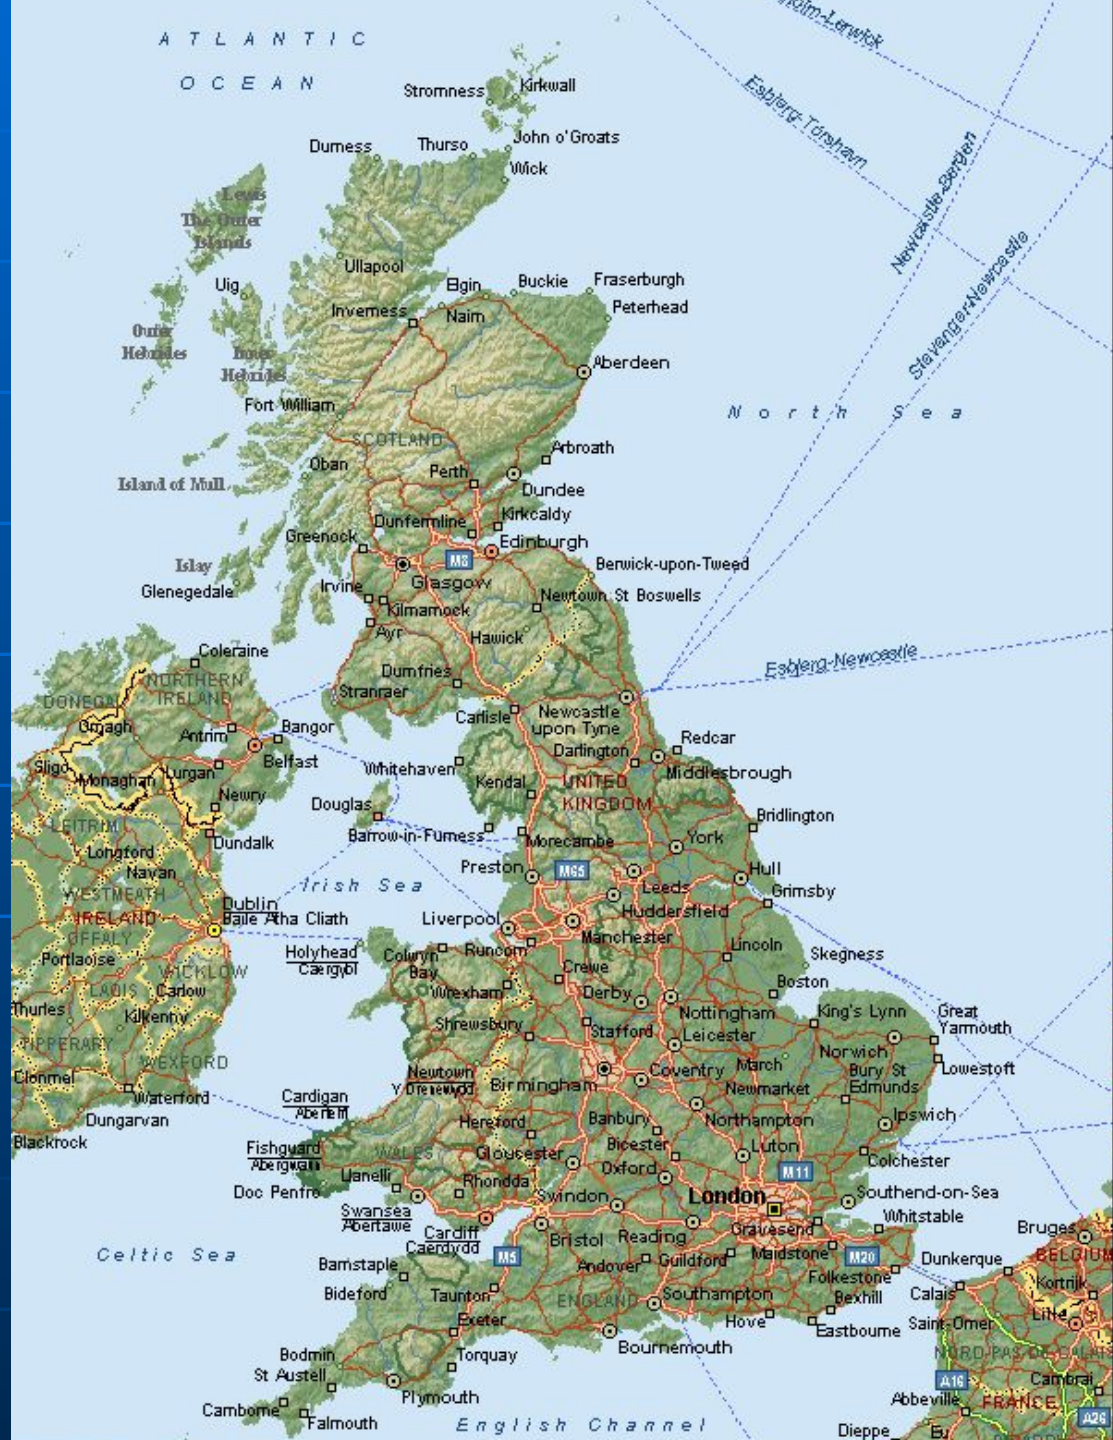 ATLANTIC
OCEAN
Esbjerg-Torshavn
Newcastle-Bergen
Stavanger-Newcastle
Stromness
Kirkwall
John o'Groats
Thurso
Wick
Lewis
The Outer
Islands
Ullapool
Uig
Elgin
Buckie
Fraserburgh
Inverness
Nairn
Peterhead
Outer
Hebrides
Inner
Hebrides
Aberdeen
Fort William
North Sea
SCOTLAND
Arbroath
Oban
Perth
Island of Mull
Dundee
Dunfermline
Kirkcaldy
Greenock
Edinburgh
M8
Islay
Glasgow
Berwick-upon-Tweed
Glenegedale
Irvine
Newtown St Boswells
Kilmarnock
Ayr
Hawick
Coleraine
Dumfries
Esbjerg-Newcastle
NORTHERN
IRELAND
Stranraer
Carlisle
Newcastle
upon Tyne
Omagh
Antrim
Bangor
Belfast
Redcar
Darlington
Sligo
Monaghan
Lurgan
Whitehaven
Kendal
UNITED
KINGDOM
Middlesbrough
Newry
Douglas
LEITRIM
Dundalk
Barrow-in-Furness
Morecambe
Bridlington
York
Longford
Navan
Preston
M65
Hull
WESTMEATH
Irish Sea
Leeds
Grimsby
Dublin
Baile Atha Cliath
IRELAND
OFFALY
Liverpool
Huddersfield
Manchester
Portlaoise
Holyhead
Caergybi
Colwyn
Bay
Runcorn
Lincoln
Skegness
WICKLOW
Crewe
LAOIS
Carlow
Wrexham
Derby
Boston
Thurles
Kilkenny
Nottingham
King's Lynn
Great
Yarmouth
Shrewsbury
Stafford
Leicester
TIPPERARY
WEXFORD
Norwich
March
Lowestoft
Clonmel
Newtown
Y Drenewydd
Birmingham
Coventry
Bury St
Edmunds
Newmarket
Waterford
Cardigan
Aberteifi
Dungarvan
Hereford
Banbury
Northampton
Ipswich
Blackrock
Fishguard
Abergwaun
WALES
Gloucester
Bicester
Luton
Colchester
Llanelli
Oxford
M11
Doc Penfro
Rhondda
Swindon
London
Southend-on-Sea
Swansea
Abertawe
Cardiff
Caerdydd
Bristol
Reading
Gravesend
Whitstable
Bruges
Celtic Sea
M5
Andover
Guildford
Maidstone
M20
Dunkerque
BELGIUM
Barnstaple
Folkestone
Kortrijk
Bideford
Taunton
ENGLAND
Southampton
Bexhill
Calais
Lille
Exeter
Hove
Eastbourne
Saint-Omer
Bodmin
Torquay
Bournemouth
NORD-PAS-DE-CALAIS
St Austell
A16
Cambrai
Plymouth
Abbeville
FRANCE
Camborne
Falmouth
English Channel
Dieppe
A26